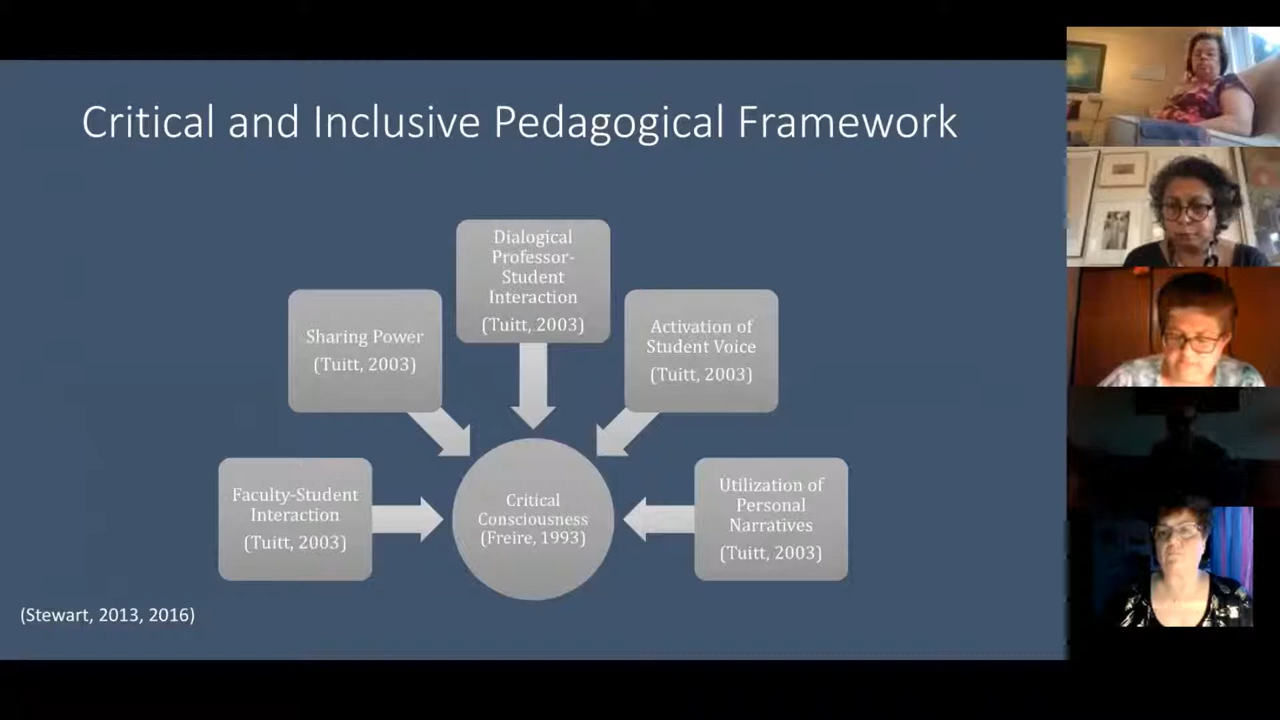 Critical and Inclusive Pedagogical Framework
Dialogical
Professor-
Student
Interaction
(Tuitt, 2003)
Sharing Power
(Tuitt, 2003)
Activation of
Student Voice
(Tuitt, 2003)
Faculty-Student
Interaction
(Tuitt, 2003)
Critical
Consciousness
(Freire, 1993)
Utilization of
Personal
Narratives
(Tuitt, 2003)
(Stewart, 2013, 2016)